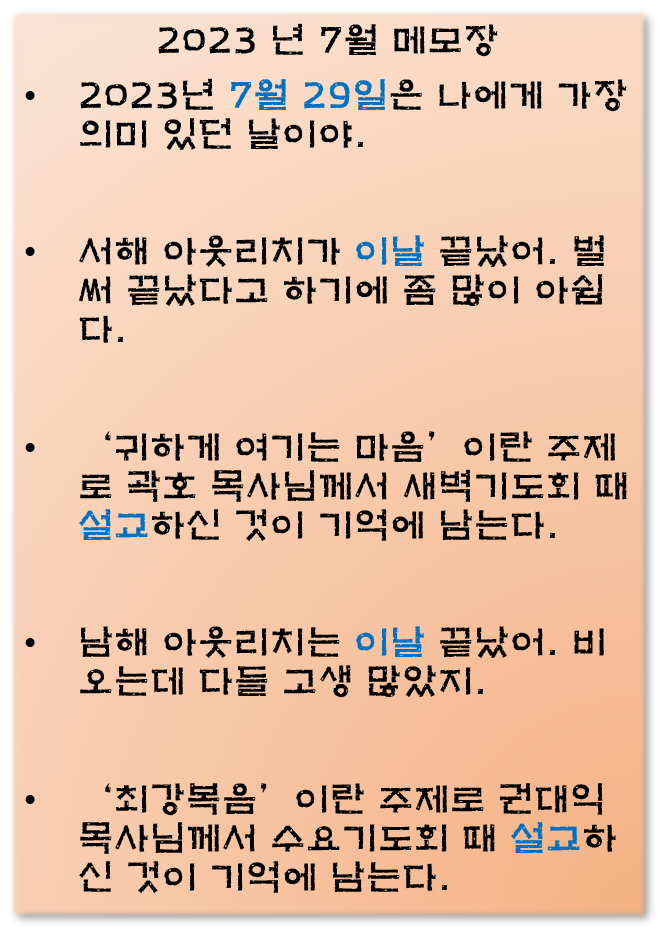 2023 년 7월 메모장
• 2023년 7월 29일은 나에게 가장
의미 있던 날이야.
• 서해 아웃리치가 이날 끝났어. 벌
써 끝났다고 하기에 좀 많이 아쉽
다.
• ‘귀하게 여기는 마음’이란 주제
로 곽호 목사님께서 새벽기도회 때
설교하신 것이 기억에 남는다.
• 남해 아웃리치는 이날 끝났어. 비
오는데 다들 고생 많았지.
• ‘최강복음’이란 주제로 권대익
목사님께서 수요기도회 때 설교하
신 것이 기억에 남는다.